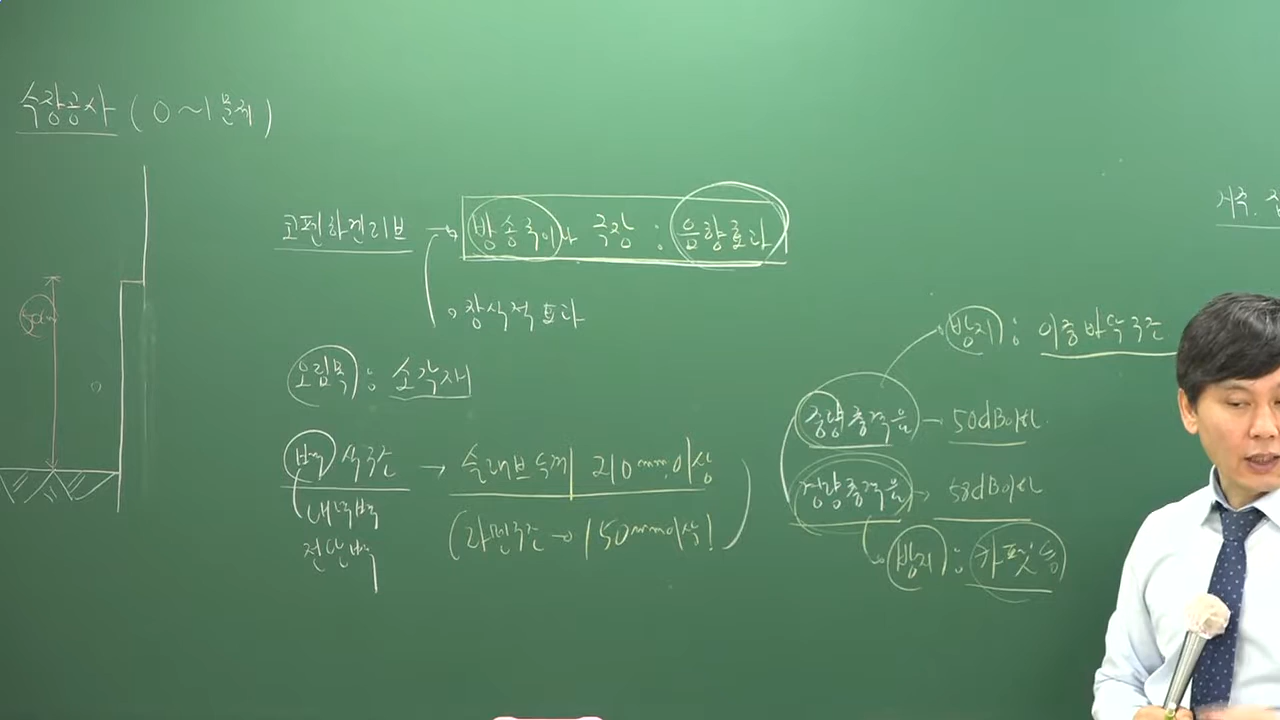 수장공사 (0~1문제)
코펜하겐리브 → 방송국이나 극장 : 음향효과
장식적효과
50cm
오림목 : 소각재
벽식구조 → 슬래브두께 210mm이상
내력벽
전단벽
(라멘구조 → 150mm이상!)
방지 : 이중바닥구조
중량충격음 → 50dB이하
경량충격음 → 58dB이하
방지 : 카펫등